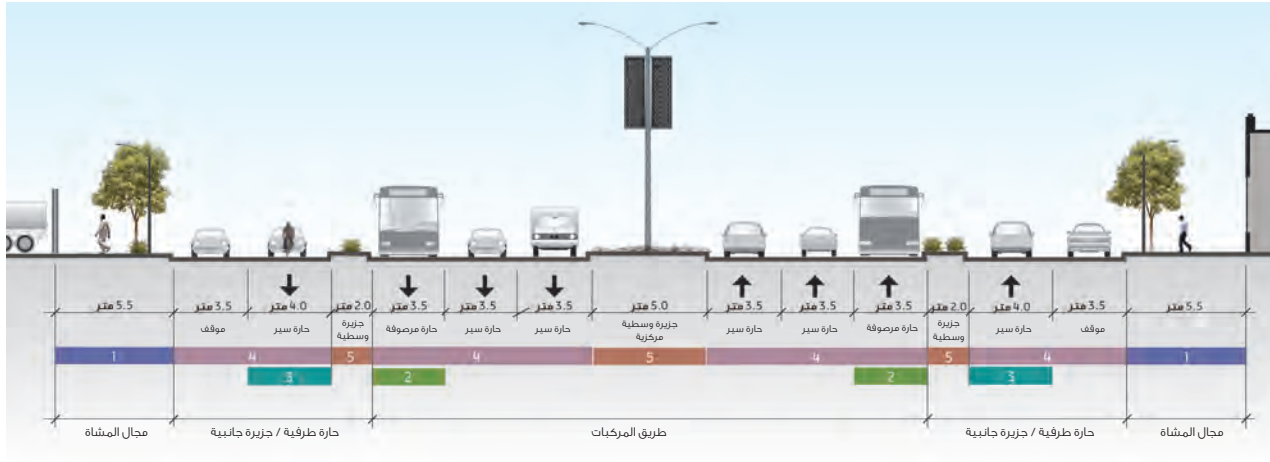 5.5 متر
3.5 متر
4.0 متر
2.0 متر
3.5 متر
3.5 متر
3.5 متر
5.0 متر
3.5 متر
3.5 متر
3.5 متر
2.0 متر
4.0 متر
3.5 متر
5.5 متر
موقف
حارة سير
جزيرة
وسطية
حارة مرصوفة
حارة سير
حارة سير
جزيرة وسطية
مركزية
حارة سير
حارة سير
حارة مرصوفة
جزيرة
وسطية
حارة سير
موقف
1
4
5
4
5
4
5
4
1
3
2
2
3
مجال المشاة
حارة طرفية / جزيرة جانبية
طريق المركبات
حارة طرفية / جزيرة جانبية
مجال المشاة